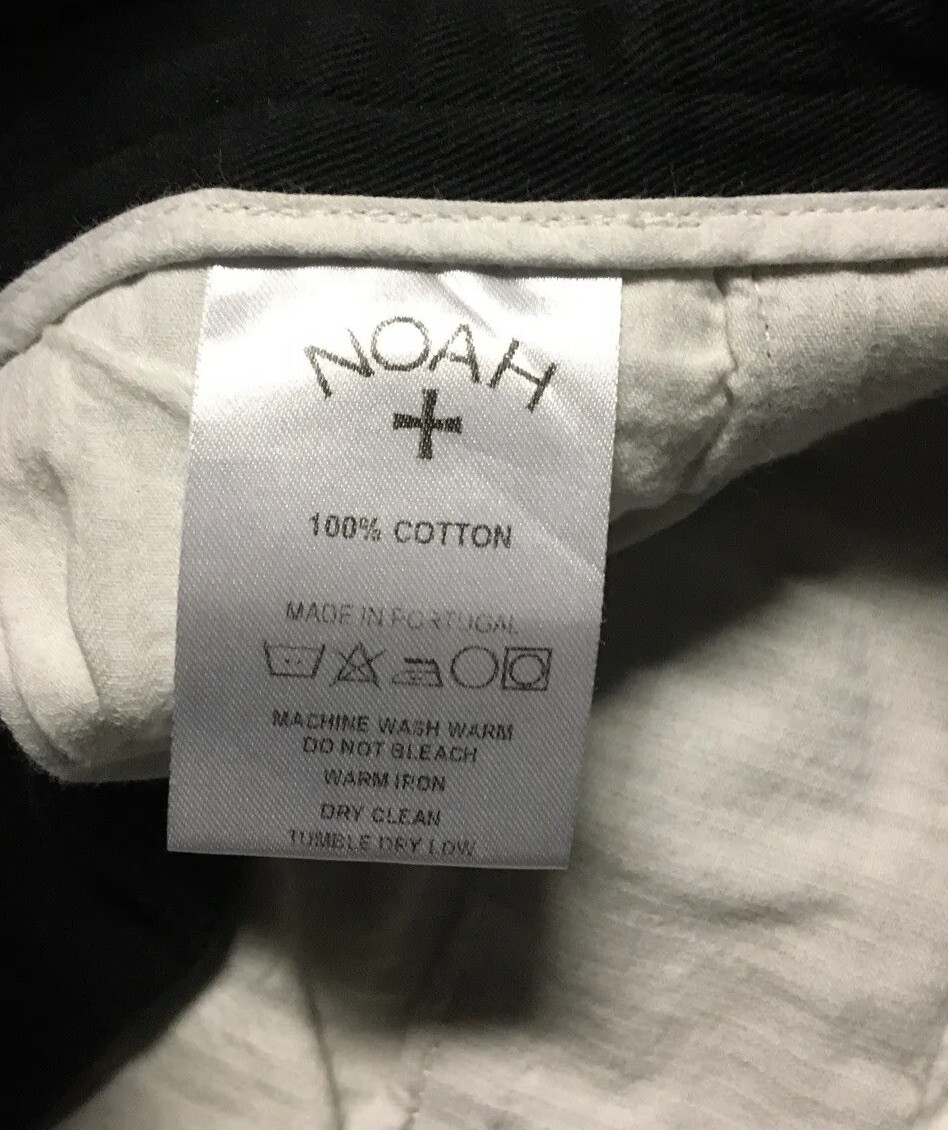 NOAH
100% COTTON
MADE IN PORTUGAL
MACHINE WASH WARM
DO NOT BLEACH
WARM IRON
DRY CLEAN
TUMBLE DRY LOW